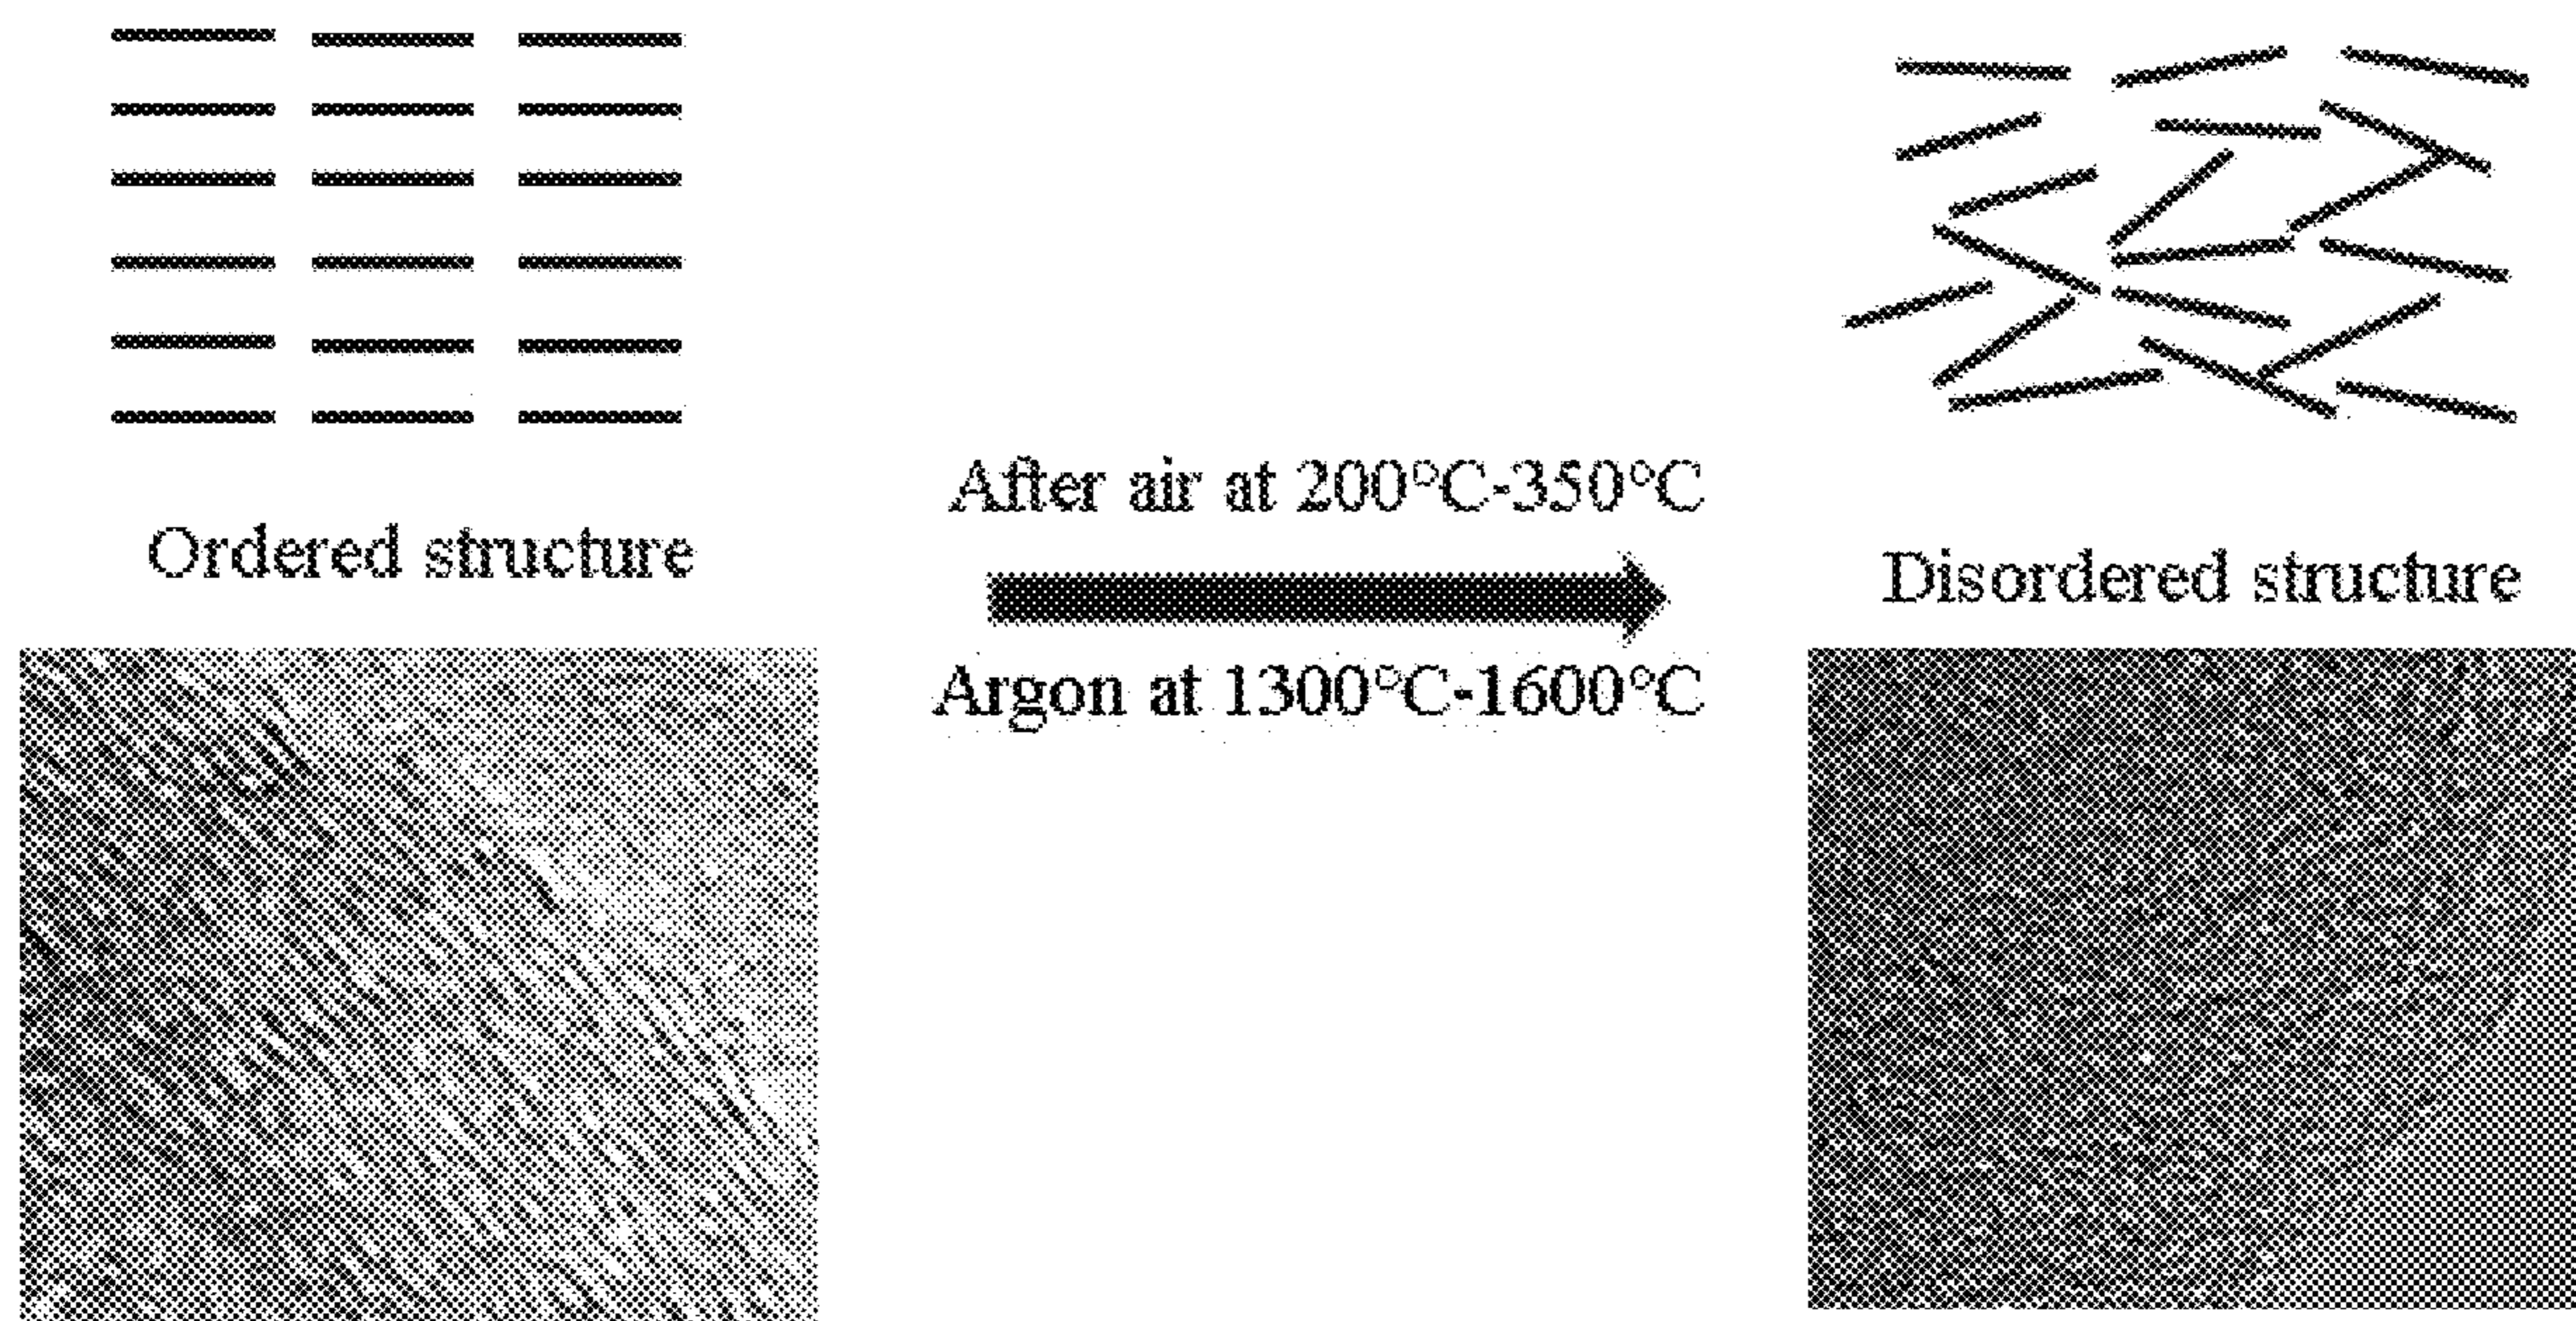 Ordered structure
After air at 200°C-350°C
Argon at 1300°C-1600°C
Disordered structure